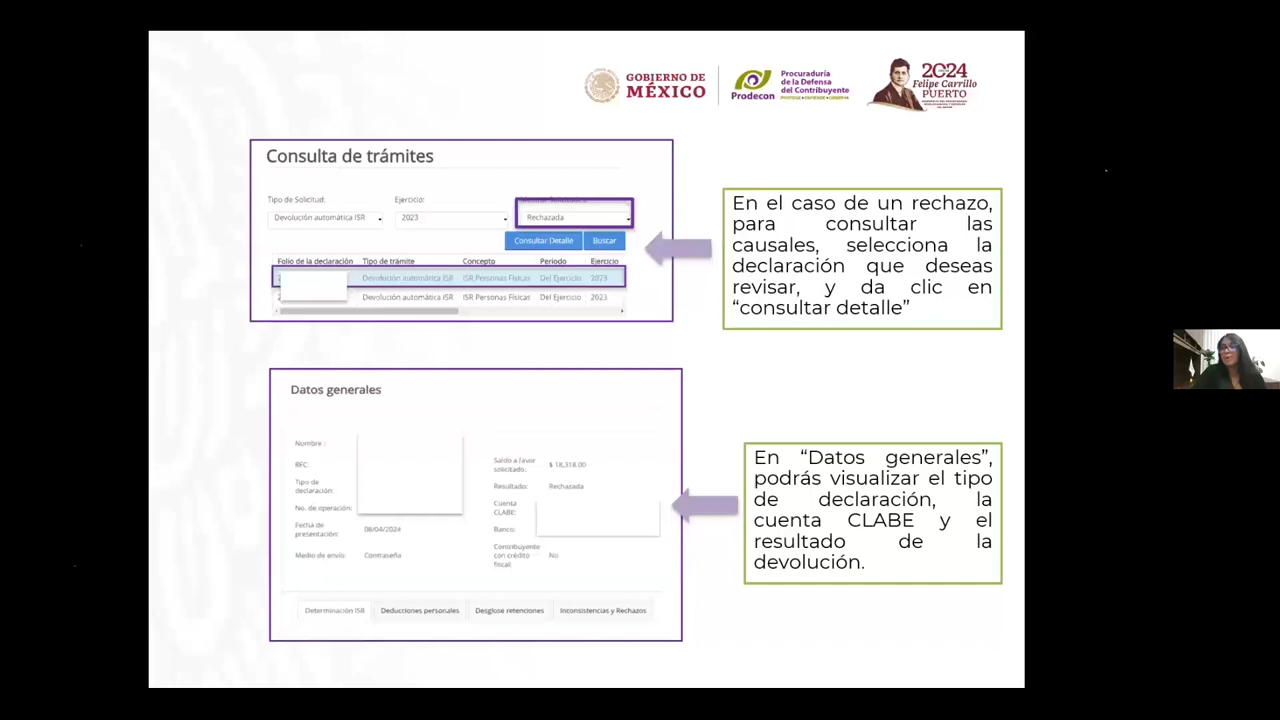 GOBIERNO DE
MÉXICO
Prodecon
Procuraduría
de la Defensa
del Contribuyente
2024
Felipe Carrillo
PUERTO
Consulta de trámites
Tipo de Solicitud:
Ejercicio:
Devolución automática ISR
2023
Rechazada
Consultar Detalle
Buscar
Folio de la declaración Tipo de trámite Concepto Periodo Ejercicio
2 Devolución automática ISR ISR Personas Físicas Del Ejercicio 2023
Devolución automática ISR ISR Personas Físicas Del Ejercicio 2023
En el caso de un rechazo,
para consultar las
causales, selecciona la
declaración que deseas
revisar, y da clic en
“consultar detalle”
Datos generales
Nombre :
RFC:
Tipo de
declaración:
No. de operación:
Fecha de
presentación: 08/04/2024
Medio de envío: Contraseña
Saldo a favor
solicitado: $ 18,318.00
Resultado: Rechazada
Cuenta
CLABE:
Banco:
Contribuyente
con crédito
fiscal: No
Determinación ISR Deducciones personales Desglose retenciones Inconsistencias y Rechazos
En “Datos generales”,
podrás visualizar el tipo
de declaración, la
cuenta CLABE y el
resultado de la
devolución.